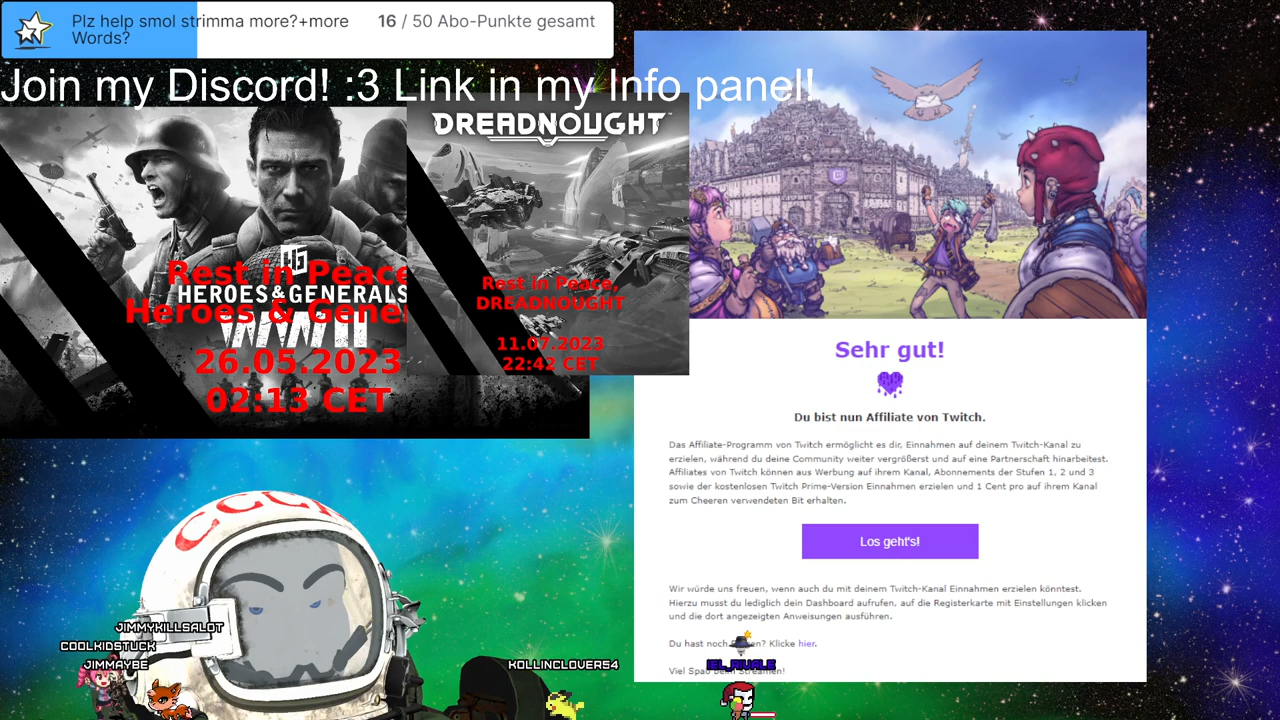 Plz help smol strimma more?+more
Words?
16 / 50 Abo-Punkte gesamt
Join my Discord! :3 Link in my Info panel!
HEROES & GENERALS
WWII
Rest in Peace
Heroes & Gene
26.05.2023
02:13 CET
DREADNOUGHT
Rest in Peace,
DREADNOUGHT
11.07.2023
22:42 CET
Sehr gut!
Du bist nun Affiliate von Twitch.
Das Affiliate-Programm von Twitch ermöglicht es dir, Einnahmen auf deinem Twitch-Kanal zu
erzielen, während du deine Community weiter vergrößerst und auf eine Partnerschaft hinarbeitest.
Affiliates von Twitch können aus Werbung auf ihrem Kanal, Abonnements der Stufen 1, 2 und 3
sowie der kostenlosen Twitch Prime-Version Einnahmen erzielen und 1 Cent pro auf ihrem Kanal
zum Cheeren verwendeten Bit erhalten.
Los geht's!
Wir würde uns freuen, wenn auch du mit deinem Twitch-Kanal Einnahmen erzielen könntest.
Hierzu musst du lediglich dein Dashboard aufrufen, auf die Registerkarte mit Einstellungen klicken
und die dort angezeigten Anweisungen ausführen.
Du hast noch Klicke hier.
Viel Spaß beim Streamen!
CCCP
JIMMYKILLSALOT
COOLKIDSTUCK
JIMMAYBE
KOLLINCLOVER54